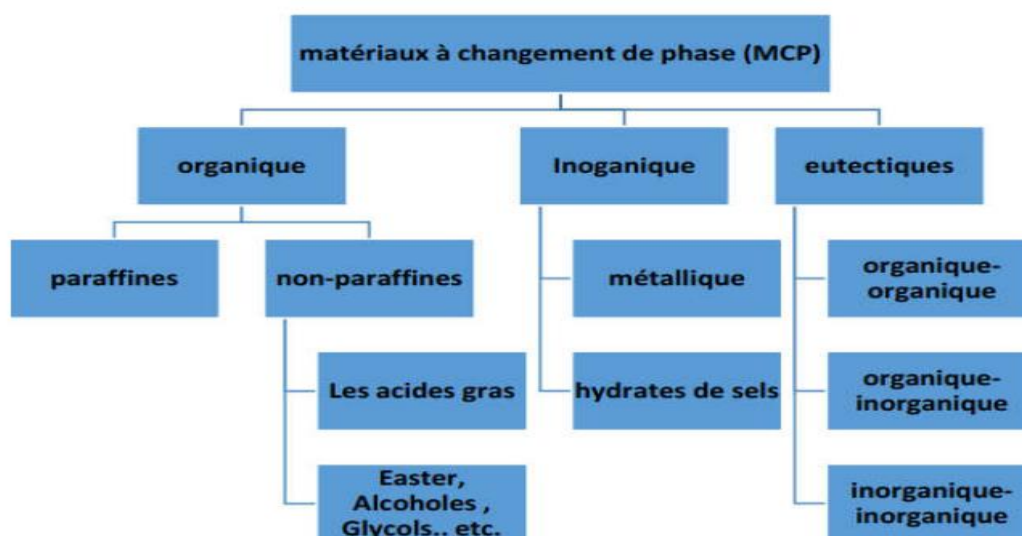 matériaux à changement de phase (MCP)
organique
Inoganique
eutectiques
paraffines
non-paraffines
métallique
organique-
organique
Les acides gras
hydrates de sels
organique-
inorganique
Easter,
Alcoholes ,
Glycols.. etc.
inorganique-
inorganique